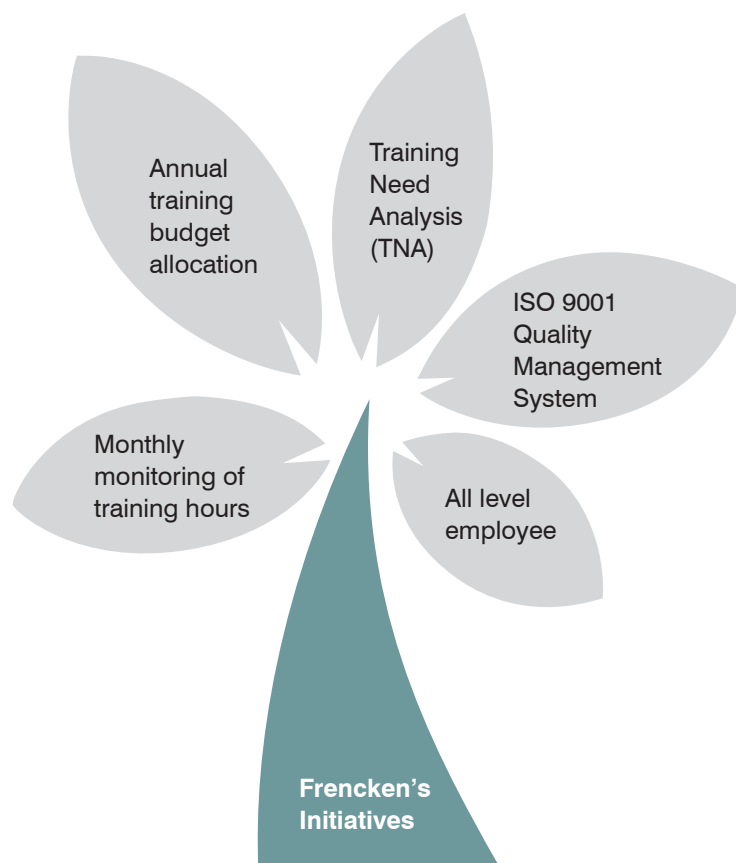 Annual
training
budget
allocation
Training
Need
Analysis
(TNA)
ISO 9001
Quality
Management
System
Monthly
monitoring of
training hours
All level
employee
Frencken’s
Initiatives